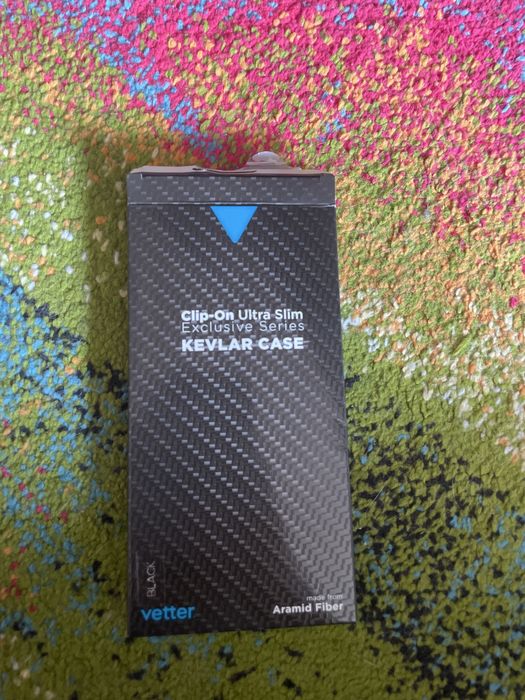 Clip-On Ultra Slim
Exclusive Series
KEVLAR CASE
BLACK
vetter
made from
Aramid Fiber